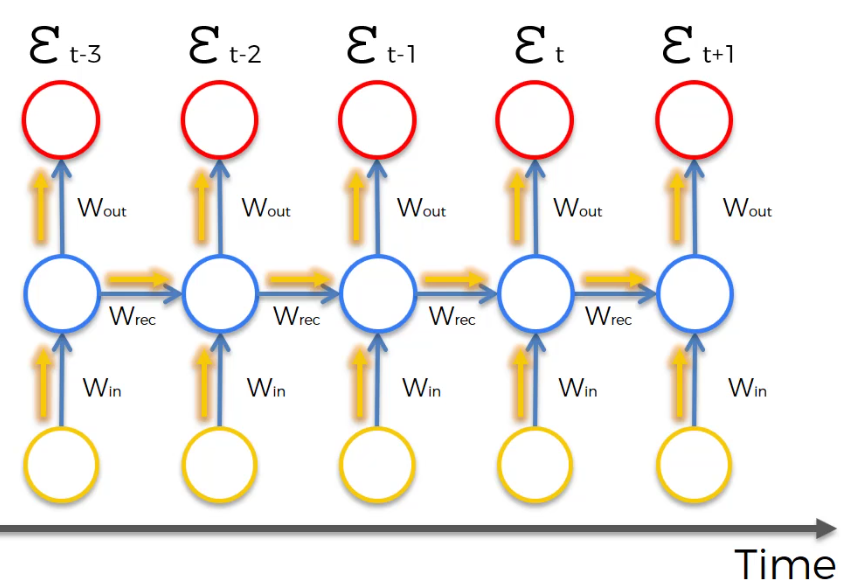 ε t-3 ε t-2 ε t-1 ε t ε t+1
Wout Wout Wout Wout Wout
Wrec Wrec Wrec Wrec
Win Win Win Win Win
Time